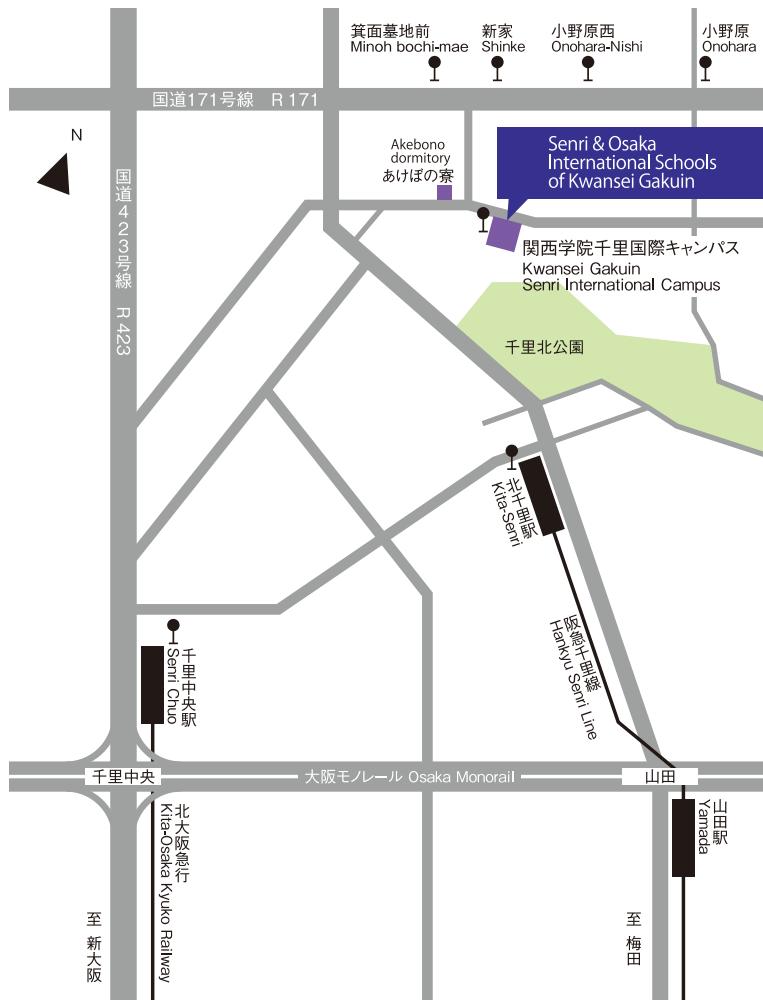 箕面墓地前
Minoh bochi-mae
新家
Shinke
小野原西
Onohara-Nishi
小野原
Onohara
国道171号線 R 171
N
Akebono
dormitory
あけぼの寮
Senri & Osaka
International Schools
of Kwansei Gakuin
国道423号線 R 423
関西学院千里国際キャンパス
Kwansei Gakuin
Senri International Campus
千里北公園
北千里駅
Kita-Senri
阪急千里線
Hankyu Senri Line
千里中央駅
Senri Chuo
千里中央
大阪モノレール Osaka Monorail
山田
北大阪急行
Kita-Osaka Kyuko Railway
山田駅
Yamada
至 新大阪
至 梅田